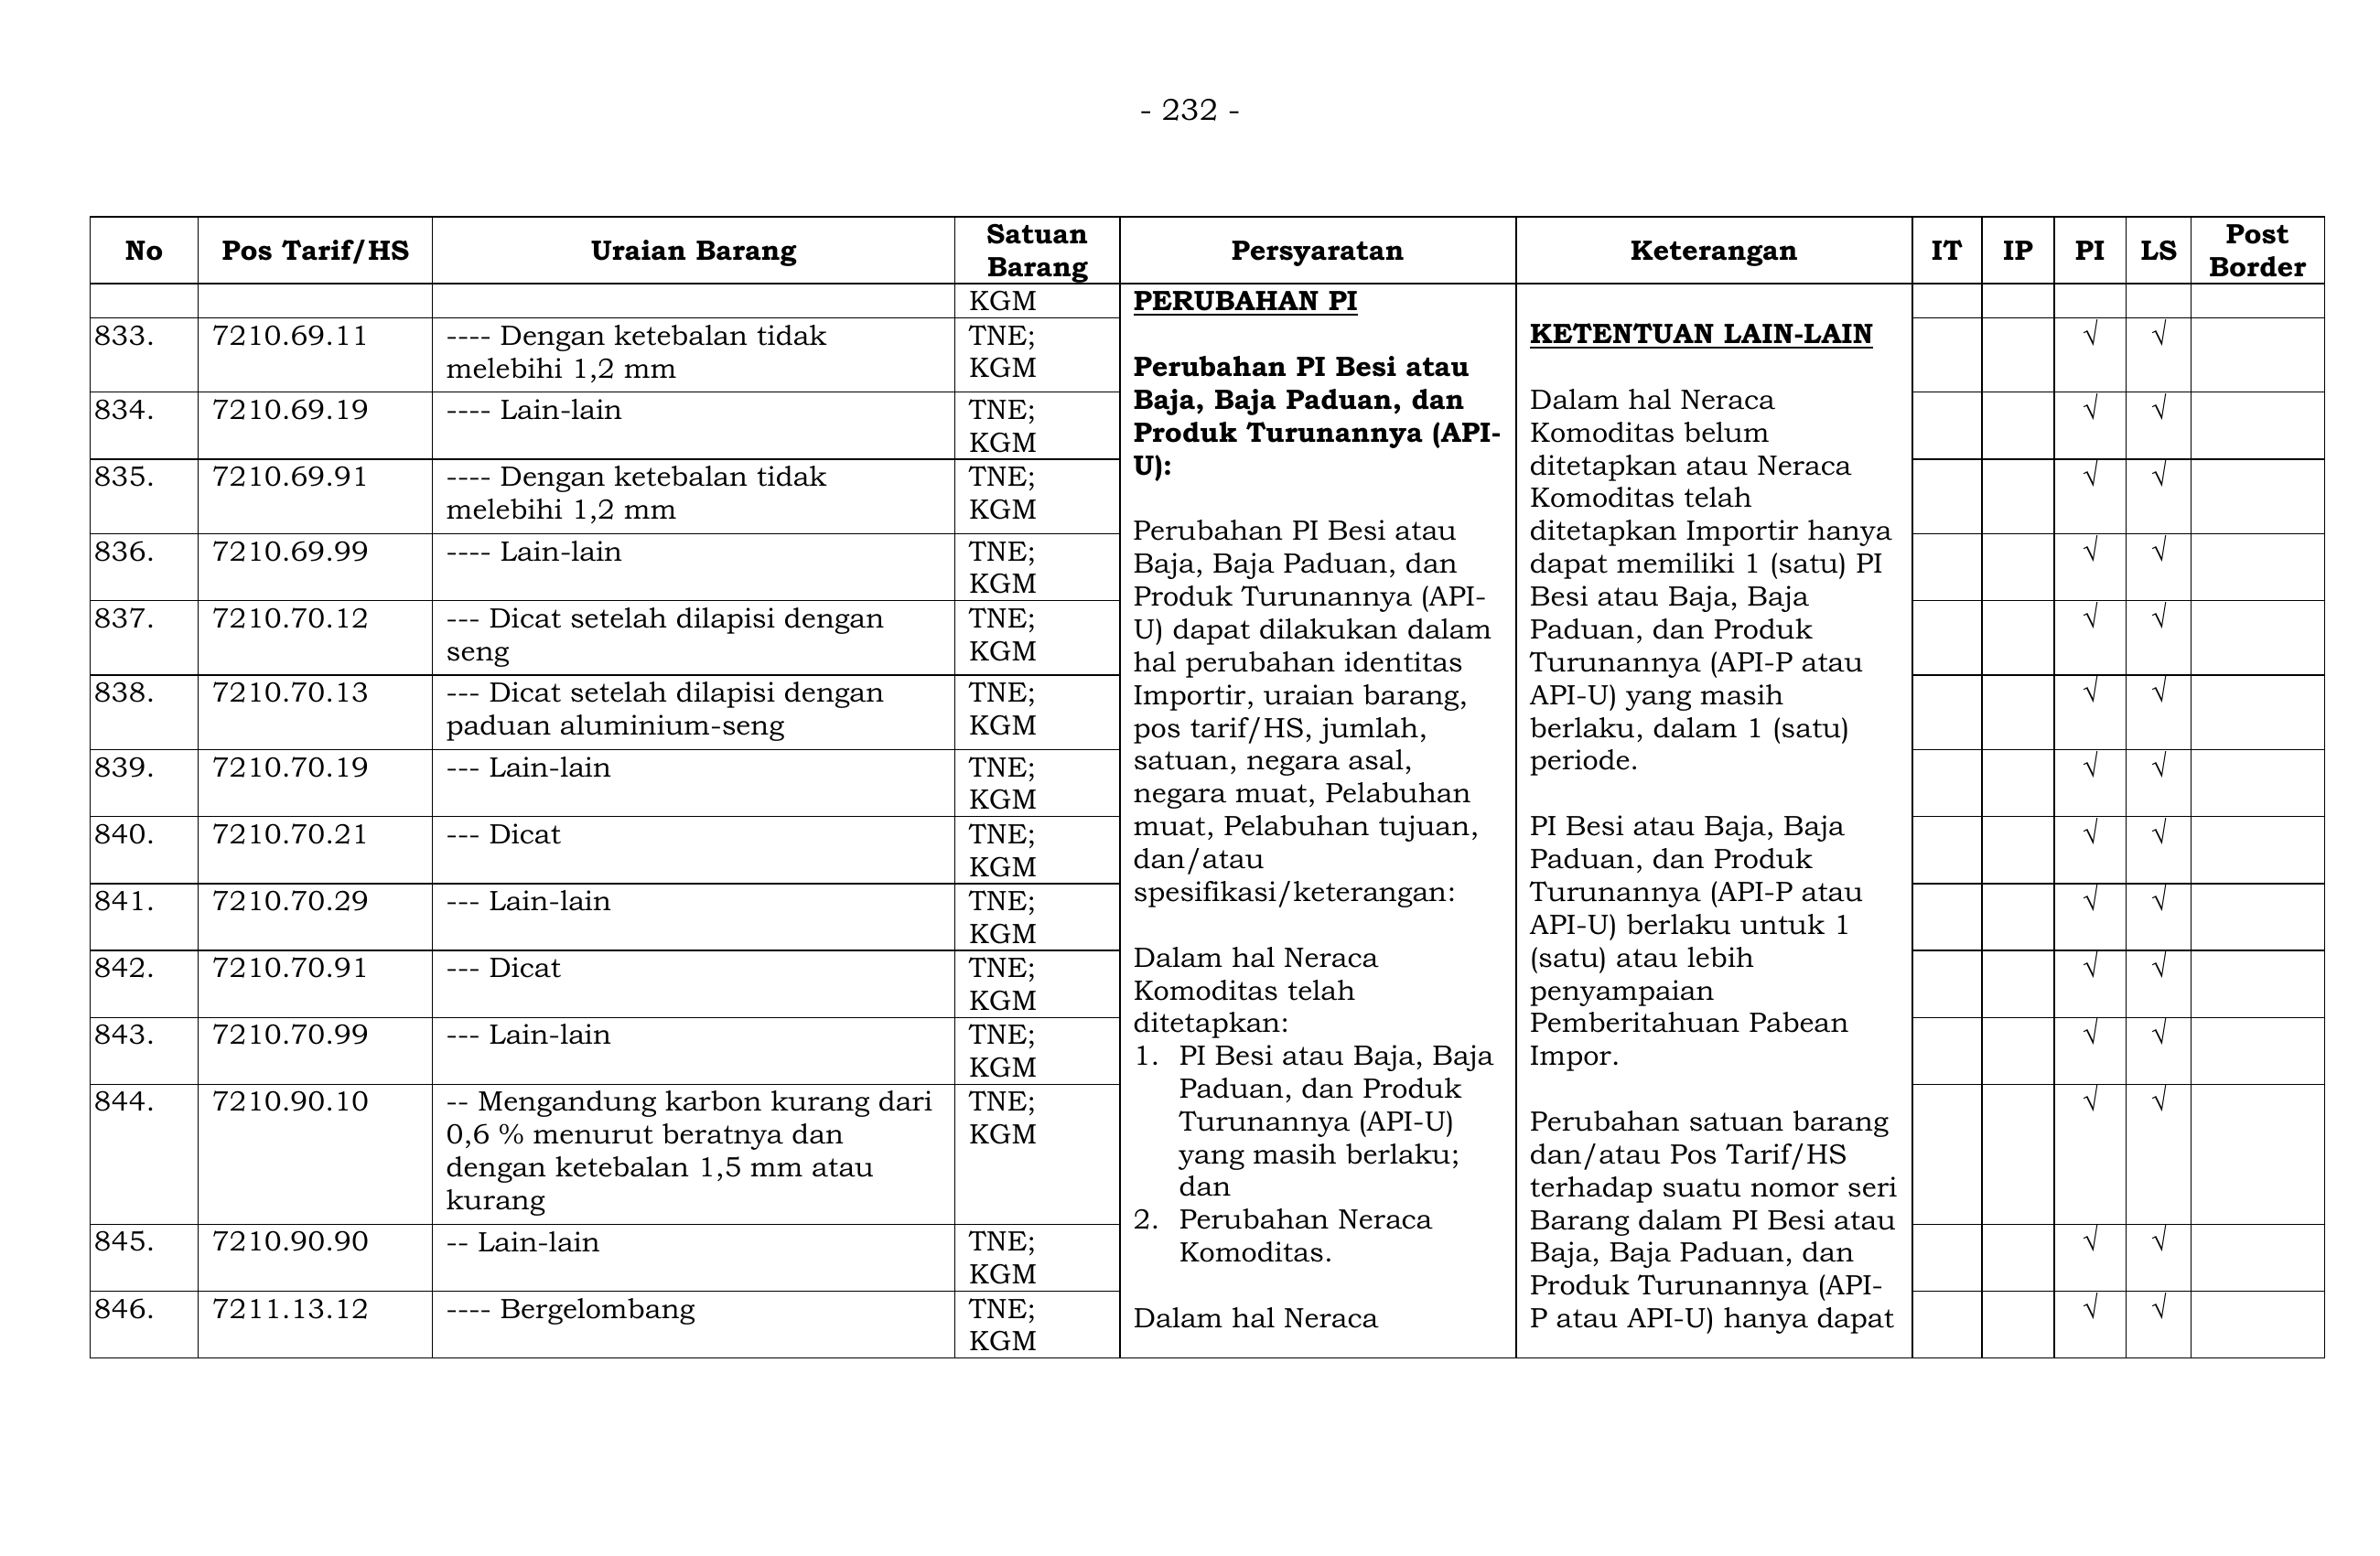 - 232 -
No
Pos Tarif/HS
Uraian Barang
Satuan
Barang
Persyaratan
Keterangan
IT
IP
PI
LS
Post
Border
KGM
833.
7210.69.11
---- Dengan ketebalan tidak
melebihi 1,2 mm
TNE;
KGM
√
√
834.
7210.69.19
---- Lain-lain
TNE;
KGM
√
√
835.
7210.69.91
---- Dengan ketebalan tidak
melebihi 1,2 mm
TNE;
KGM
√
√
836.
7210.69.99
---- Lain-lain
TNE;
KGM
√
√
837.
7210.70.12
--- Dicat setelah dilapisi dengan
seng
TNE;
KGM
√
√
838.
7210.70.13
--- Dicat setelah dilapisi dengan
paduan aluminium-seng
TNE;
KGM
√
√
839.
7210.70.19
--- Lain-lain
TNE;
KGM
√
√
840.
7210.70.21
--- Dicat
TNE;
KGM
√
√
841.
7210.70.29
--- Lain-lain
TNE;
KGM
√
√
842.
7210.70.91
--- Dicat
TNE;
KGM
√
√
843.
7210.70.99
--- Lain-lain
TNE;
KGM
√
√
844.
7210.90.10
-- Mengandung karbon kurang dari
0,6 % menurut beratnya dan
dengan ketebalan 1,5 mm atau
kurang
TNE;
KGM
√
√
845.
7210.90.90
-- Lain-lain
TNE;
KGM
√
√
846.
7211.13.12
---- Bergelombang
TNE;
KGM
√
√
PERUBAHAN PI
Perubahan PI Besi atau
Baja, Baja Paduan, dan
Produk Turunannya (API-
U):
Perubahan PI Besi atau
Baja, Baja Paduan, dan
Produk Turunannya (API-
U) dapat dilakukan dalam
hal perubahan identitas
Importir, uraian barang,
pos tarif/HS, jumlah,
satuan, negara asal,
negara muat, Pelabuhan
muat, Pelabuhan tujuan,
dan/atau
spesifikasi/keterangan:
Dalam hal Neraca
Komoditas telah
ditetapkan:
1. PI Besi atau Baja, Baja
Paduan, dan Produk
Turunannya (API-U)
yang masih berlaku;
dan
2. Perubahan Neraca
Komoditas.
Dalam hal Neraca
KETENTUAN LAIN-LAIN
Dalam hal Neraca
Komoditas belum
ditetapkan atau Neraca
Komoditas telah
ditetapkan Importir hanya
dapat memiliki 1 (satu) PI
Besi atau Baja, Baja
Paduan, dan Produk
Turunannya (API-P atau
API-U) yang masih
berlaku, dalam 1 (satu)
periode.
PI Besi atau Baja, Baja
Paduan, dan Produk
Turunannya (API-P atau
API-U) berlaku untuk 1
(satu) atau lebih
penyampaian
Pemberitahuan Pabean
Impor.
Perubahan satuan barang
dan/atau Pos Tarif/HS
terhadap suatu nomor seri
Barang dalam PI Besi atau
Baja, Baja Paduan, dan
Produk Turunannya (API-
P atau API-U) hanya dapat